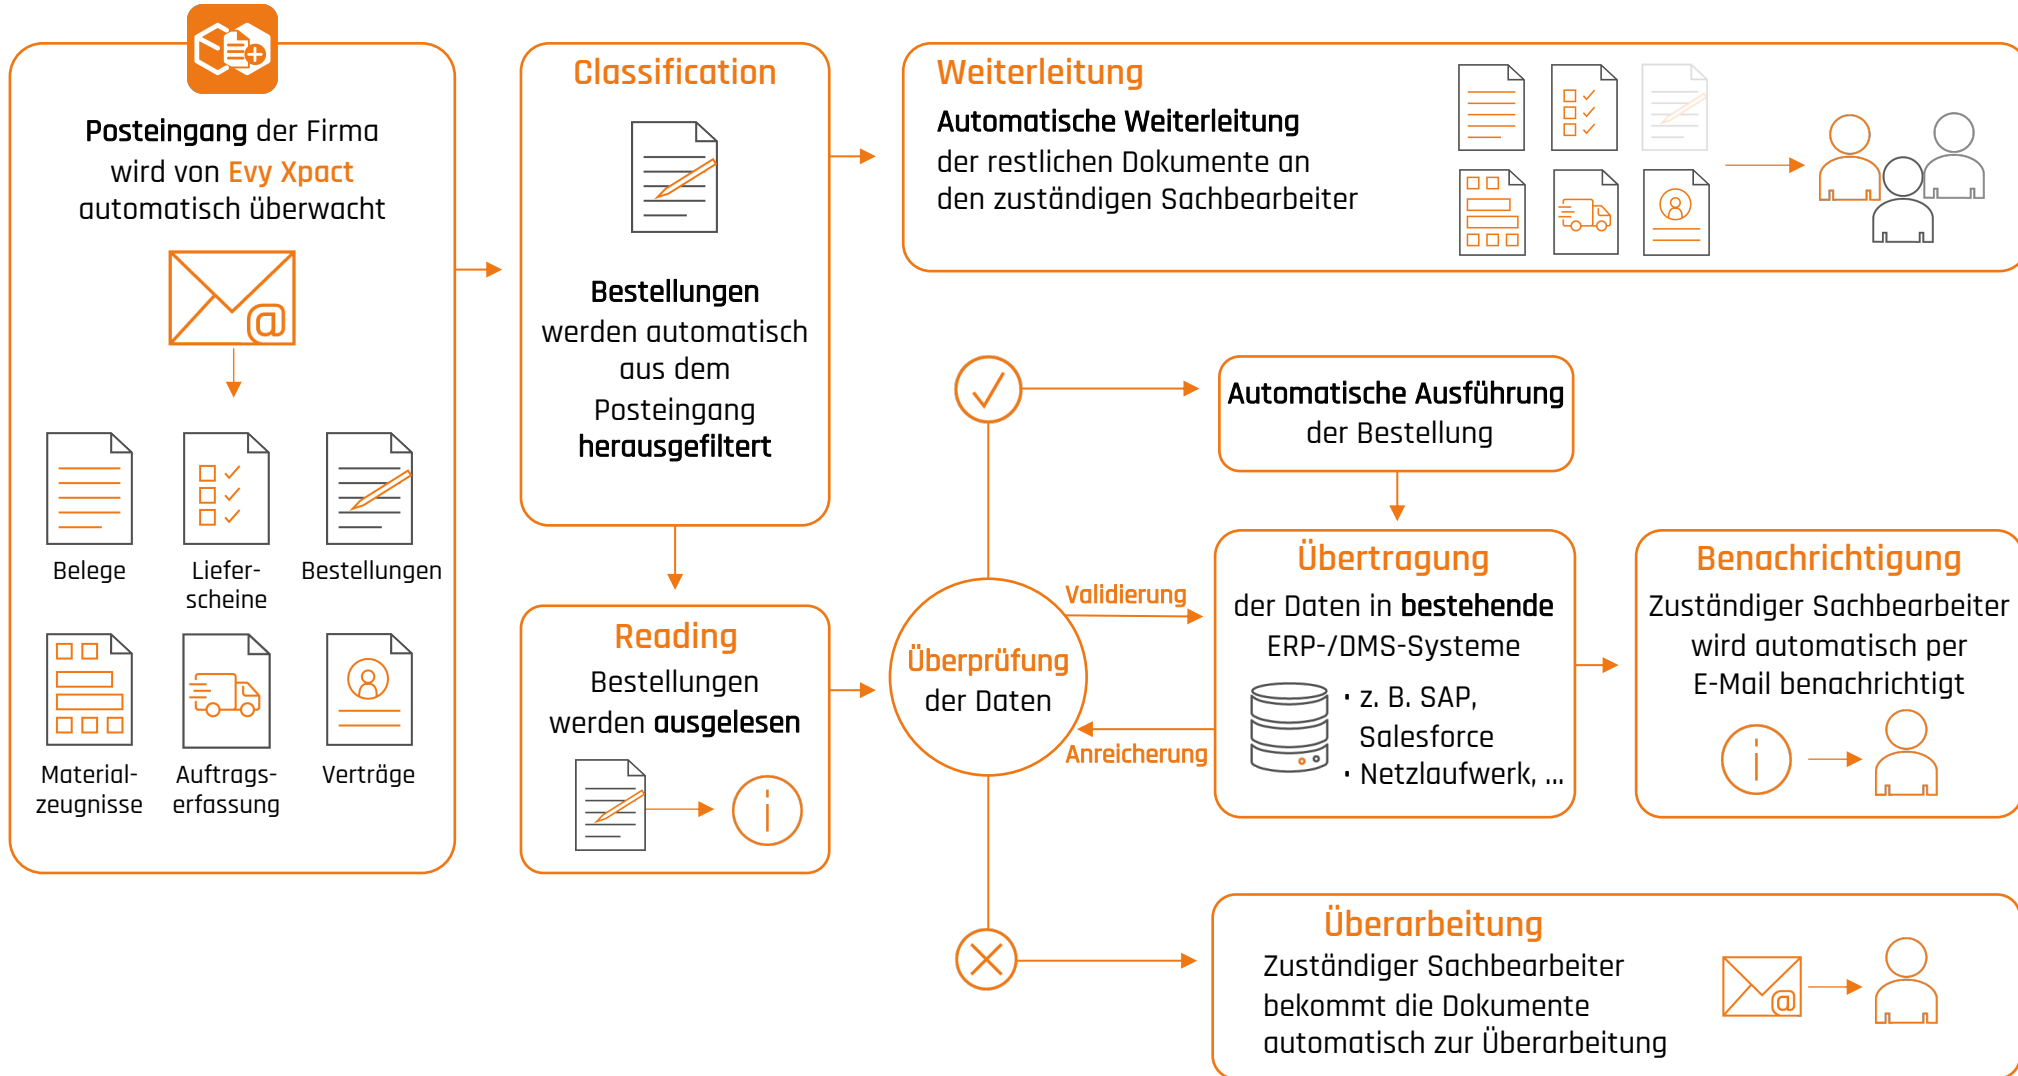 Posteingang der Firma
wird von Evy Xpact
automatisch überwacht
@
Belege
Liefer-
scheine
Bestellungen
Material-
zeugnisse
Auftrags-
erfassung
Verträge
Classification
Bestellungen
werden automatisch
aus dem
Posteingang
herausgefiltert
Weiterleitung
Automatische Weiterleitung
der restlichen Dokumente an
den zuständigen Sachbearbeiter
Reading
Bestellungen
werden ausgelesen
i
Überprüfung
der Daten
Validierung
Anreicherung
Automatische Ausführung
der Bestellung
Übertragung
der Daten in bestehende
ERP-/DMS-Systeme
· z. B. SAP,
Salesforce
· Netzlaufwerk, ...
Benachrichtigung
Zuständiger Sachbearbeiter
wird automatisch per
E-Mail benachrichtigt
i
Überarbeitung
Zuständiger Sachbearbeiter
bekommt die Dokumente
automatisch zur Überarbeitung
@